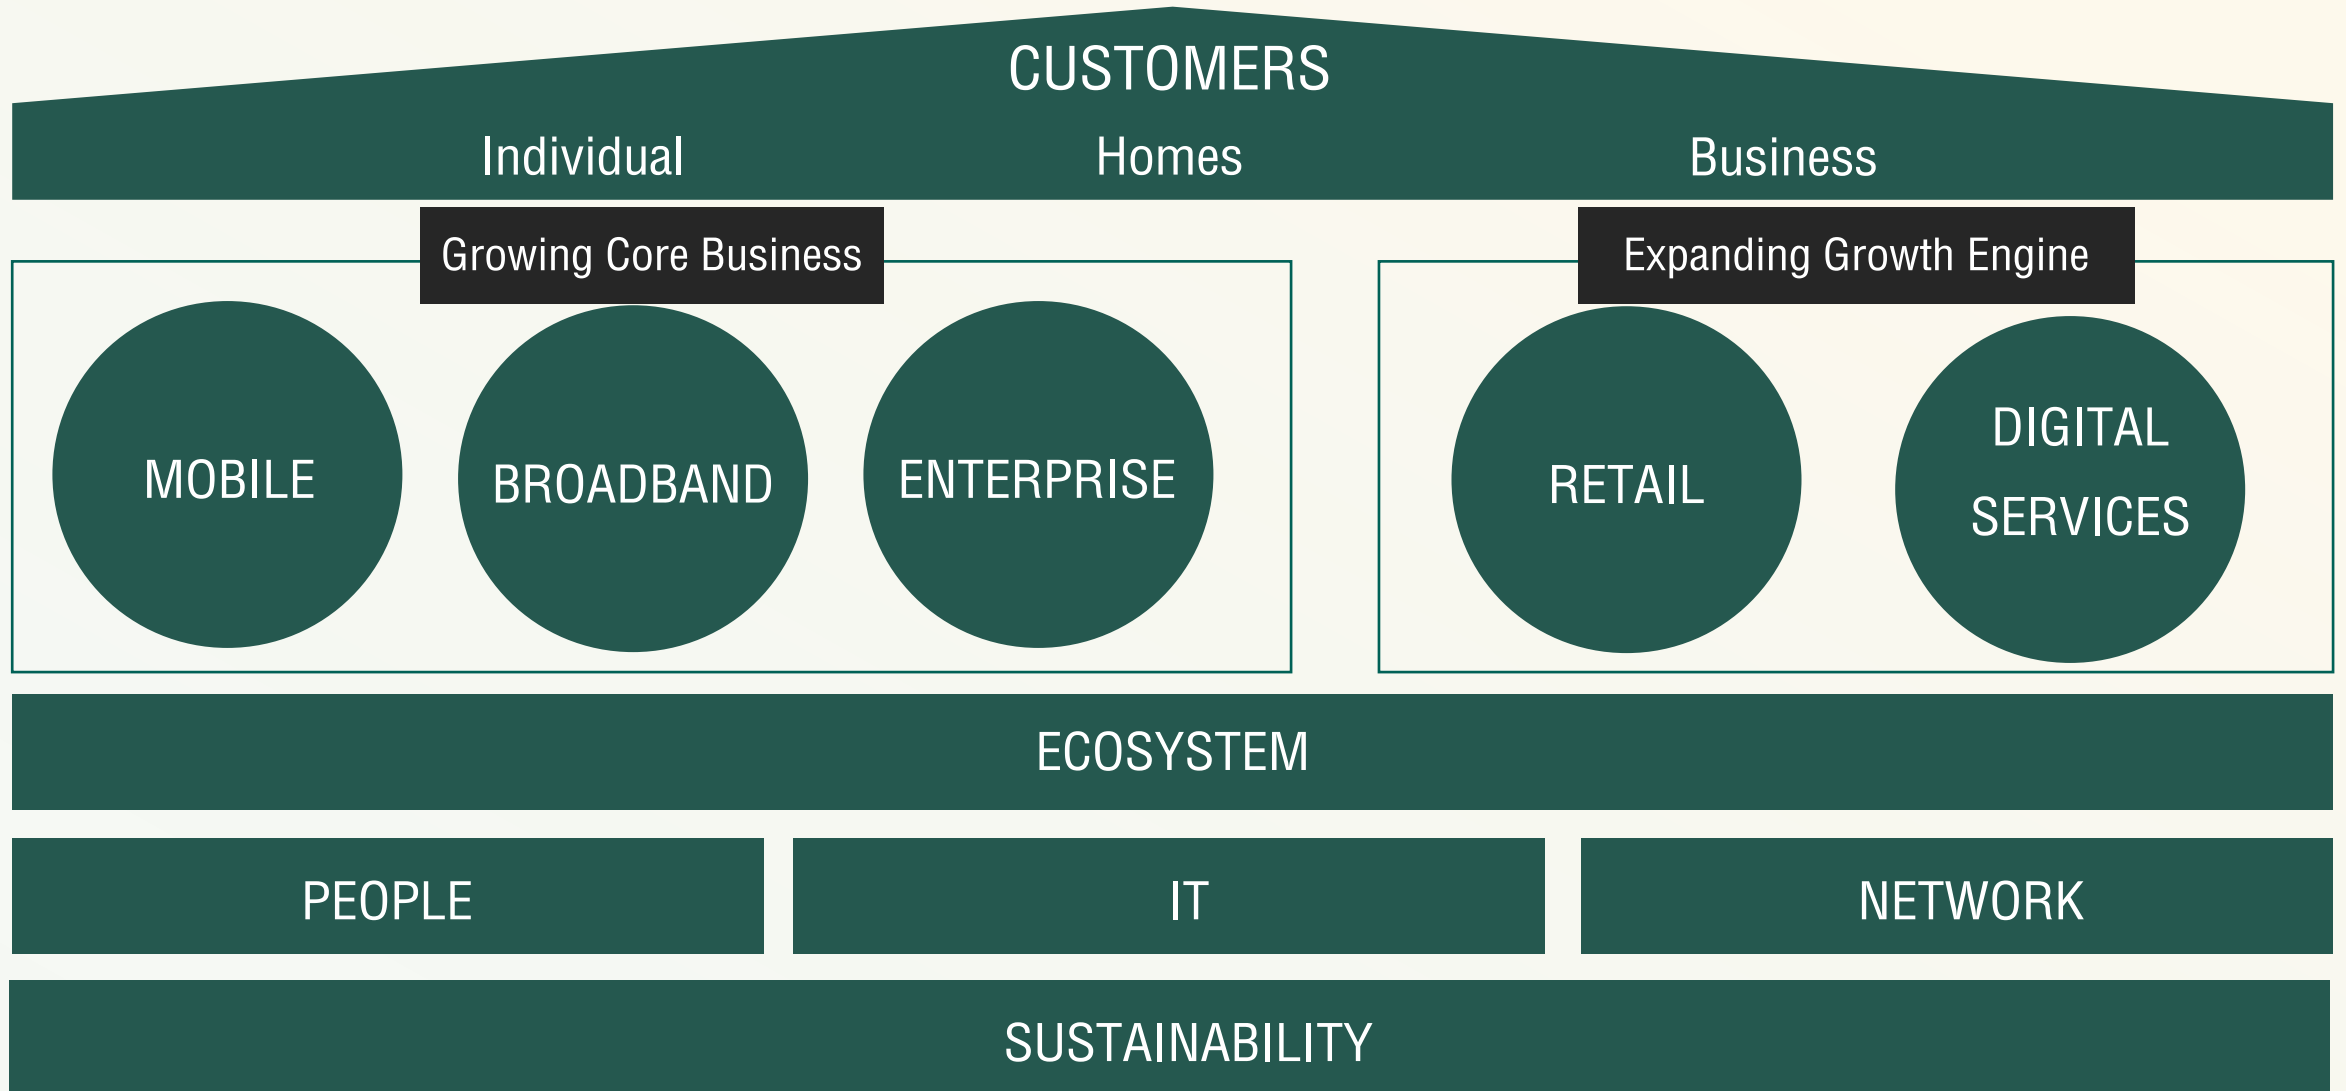 CUSTOMERS
Individual Homes Business
Growing Core Business
Expanding Growth Engine
MOBILE
BROADBAND
ENTERPRISE
RETAIL
DIGITAL
SERVICES
ECOSYSTEM
PEOPLE
IT
NETWORK
SUSTAINABILITY